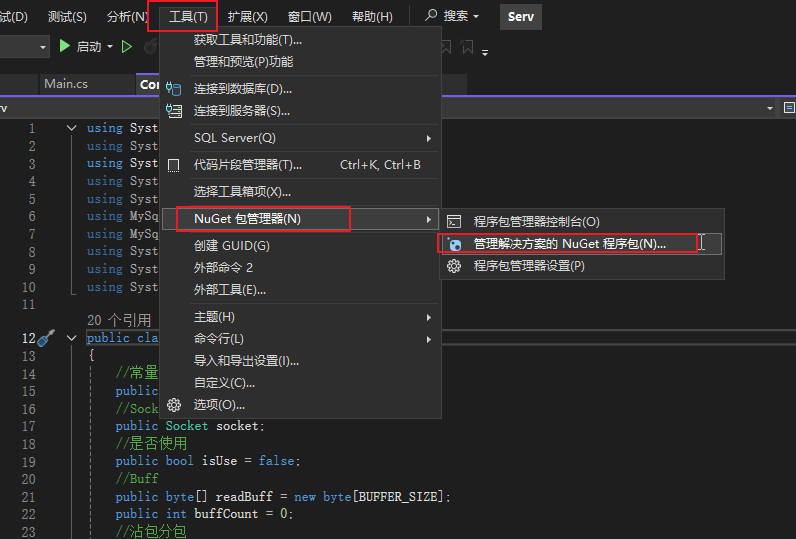 试(D) 测试(S) 分析(N) 工具(T) 扩展(X) 窗口(W) 帮助(H) 搜索 Serv
启动
获取工具和功能(T)...
管理和预览(P)功能
Main.cs
连接到数据库(D)...
连接到服务器(S)...
SQL Server(Q)
代码片段管理器(T)... Ctrl+K, Ctrl+B
选择工具箱项(X)...
NuGet 包管理器(N)
程序包管理器控制台(O)
管理解决方案的 NuGet 程序包(N)...
程序包管理器设置(P)
创建 GUID(G)
外部命令 2
外部工具(E)...
主题(H)
命令行(L)
导入和导出设置(I)...
自定义(C)...
选项(O)...
1 using Syst
2 using Syst
3 using Syst
4 using Syst
5 using Syst
6 using MySq
7 using MySq
8 using Syst
9 using Syst
10 using Syst
11
20 个引用
12 public cla
13 {
14 //常量
15 public
16 //Sock
17 public Socket socket;
18 //是否使用
19 public bool isUse = false;
20 //Buff
21 public byte[] readBuff = new byte[BUFFER_SIZE];
22 public int buffCount = 0;
23 //沾包分包